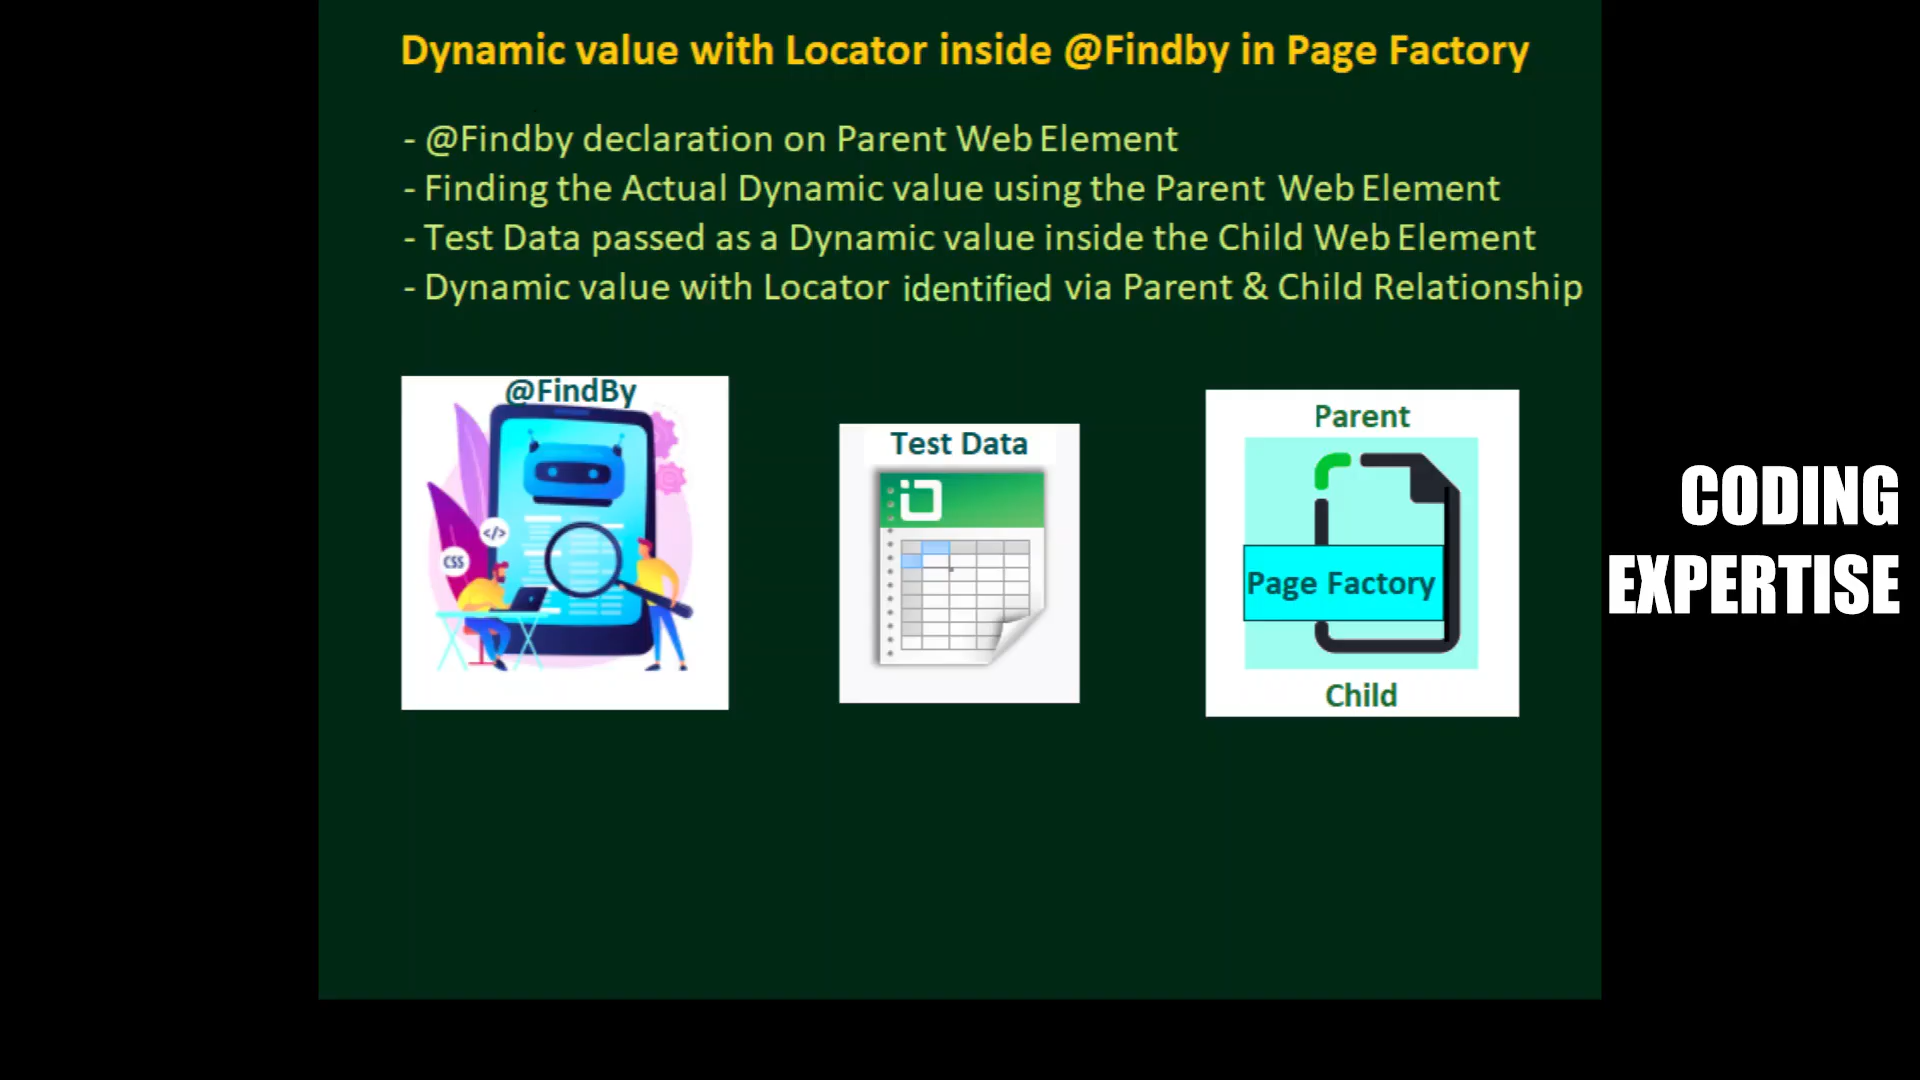 Dynamic value with Locator inside @Findby in Page Factory
- @Findby declaration on Parent Web Element
- Finding the Actual Dynamic value using the Parent Web Element
- Test Data passed as a Dynamic value inside the Child Web Element
- Dynamic value with Locator identified via Parent & Child Relationship
@FindBy
</>
CSS
Test Data
Parent
Page Factory
Child
CODING
EXPERTISE